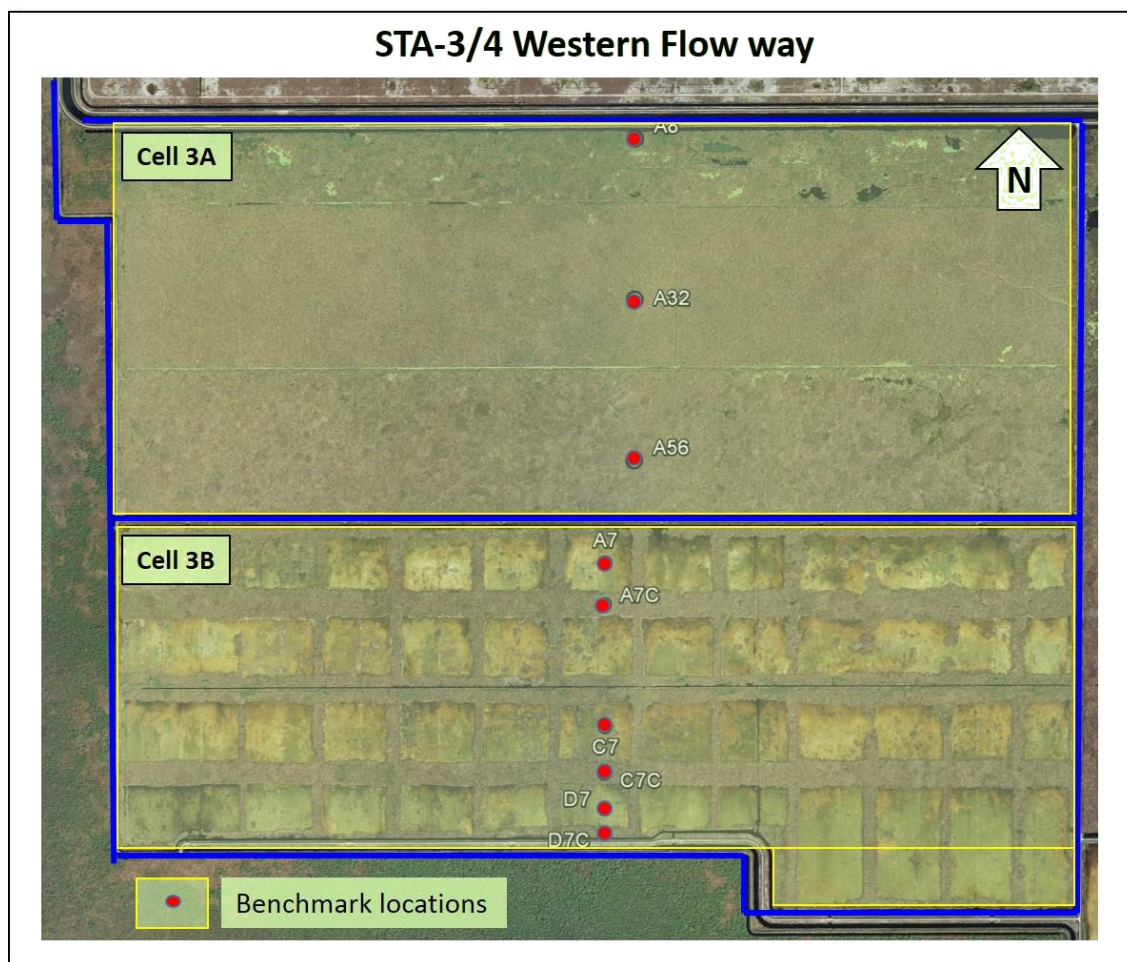 STA-3/4 Western Flow way
A8
Cell 3A
N
A32
A56
Cell 3B
A7
A7C
C7
C7C
D7
D7C
Benchmark locations